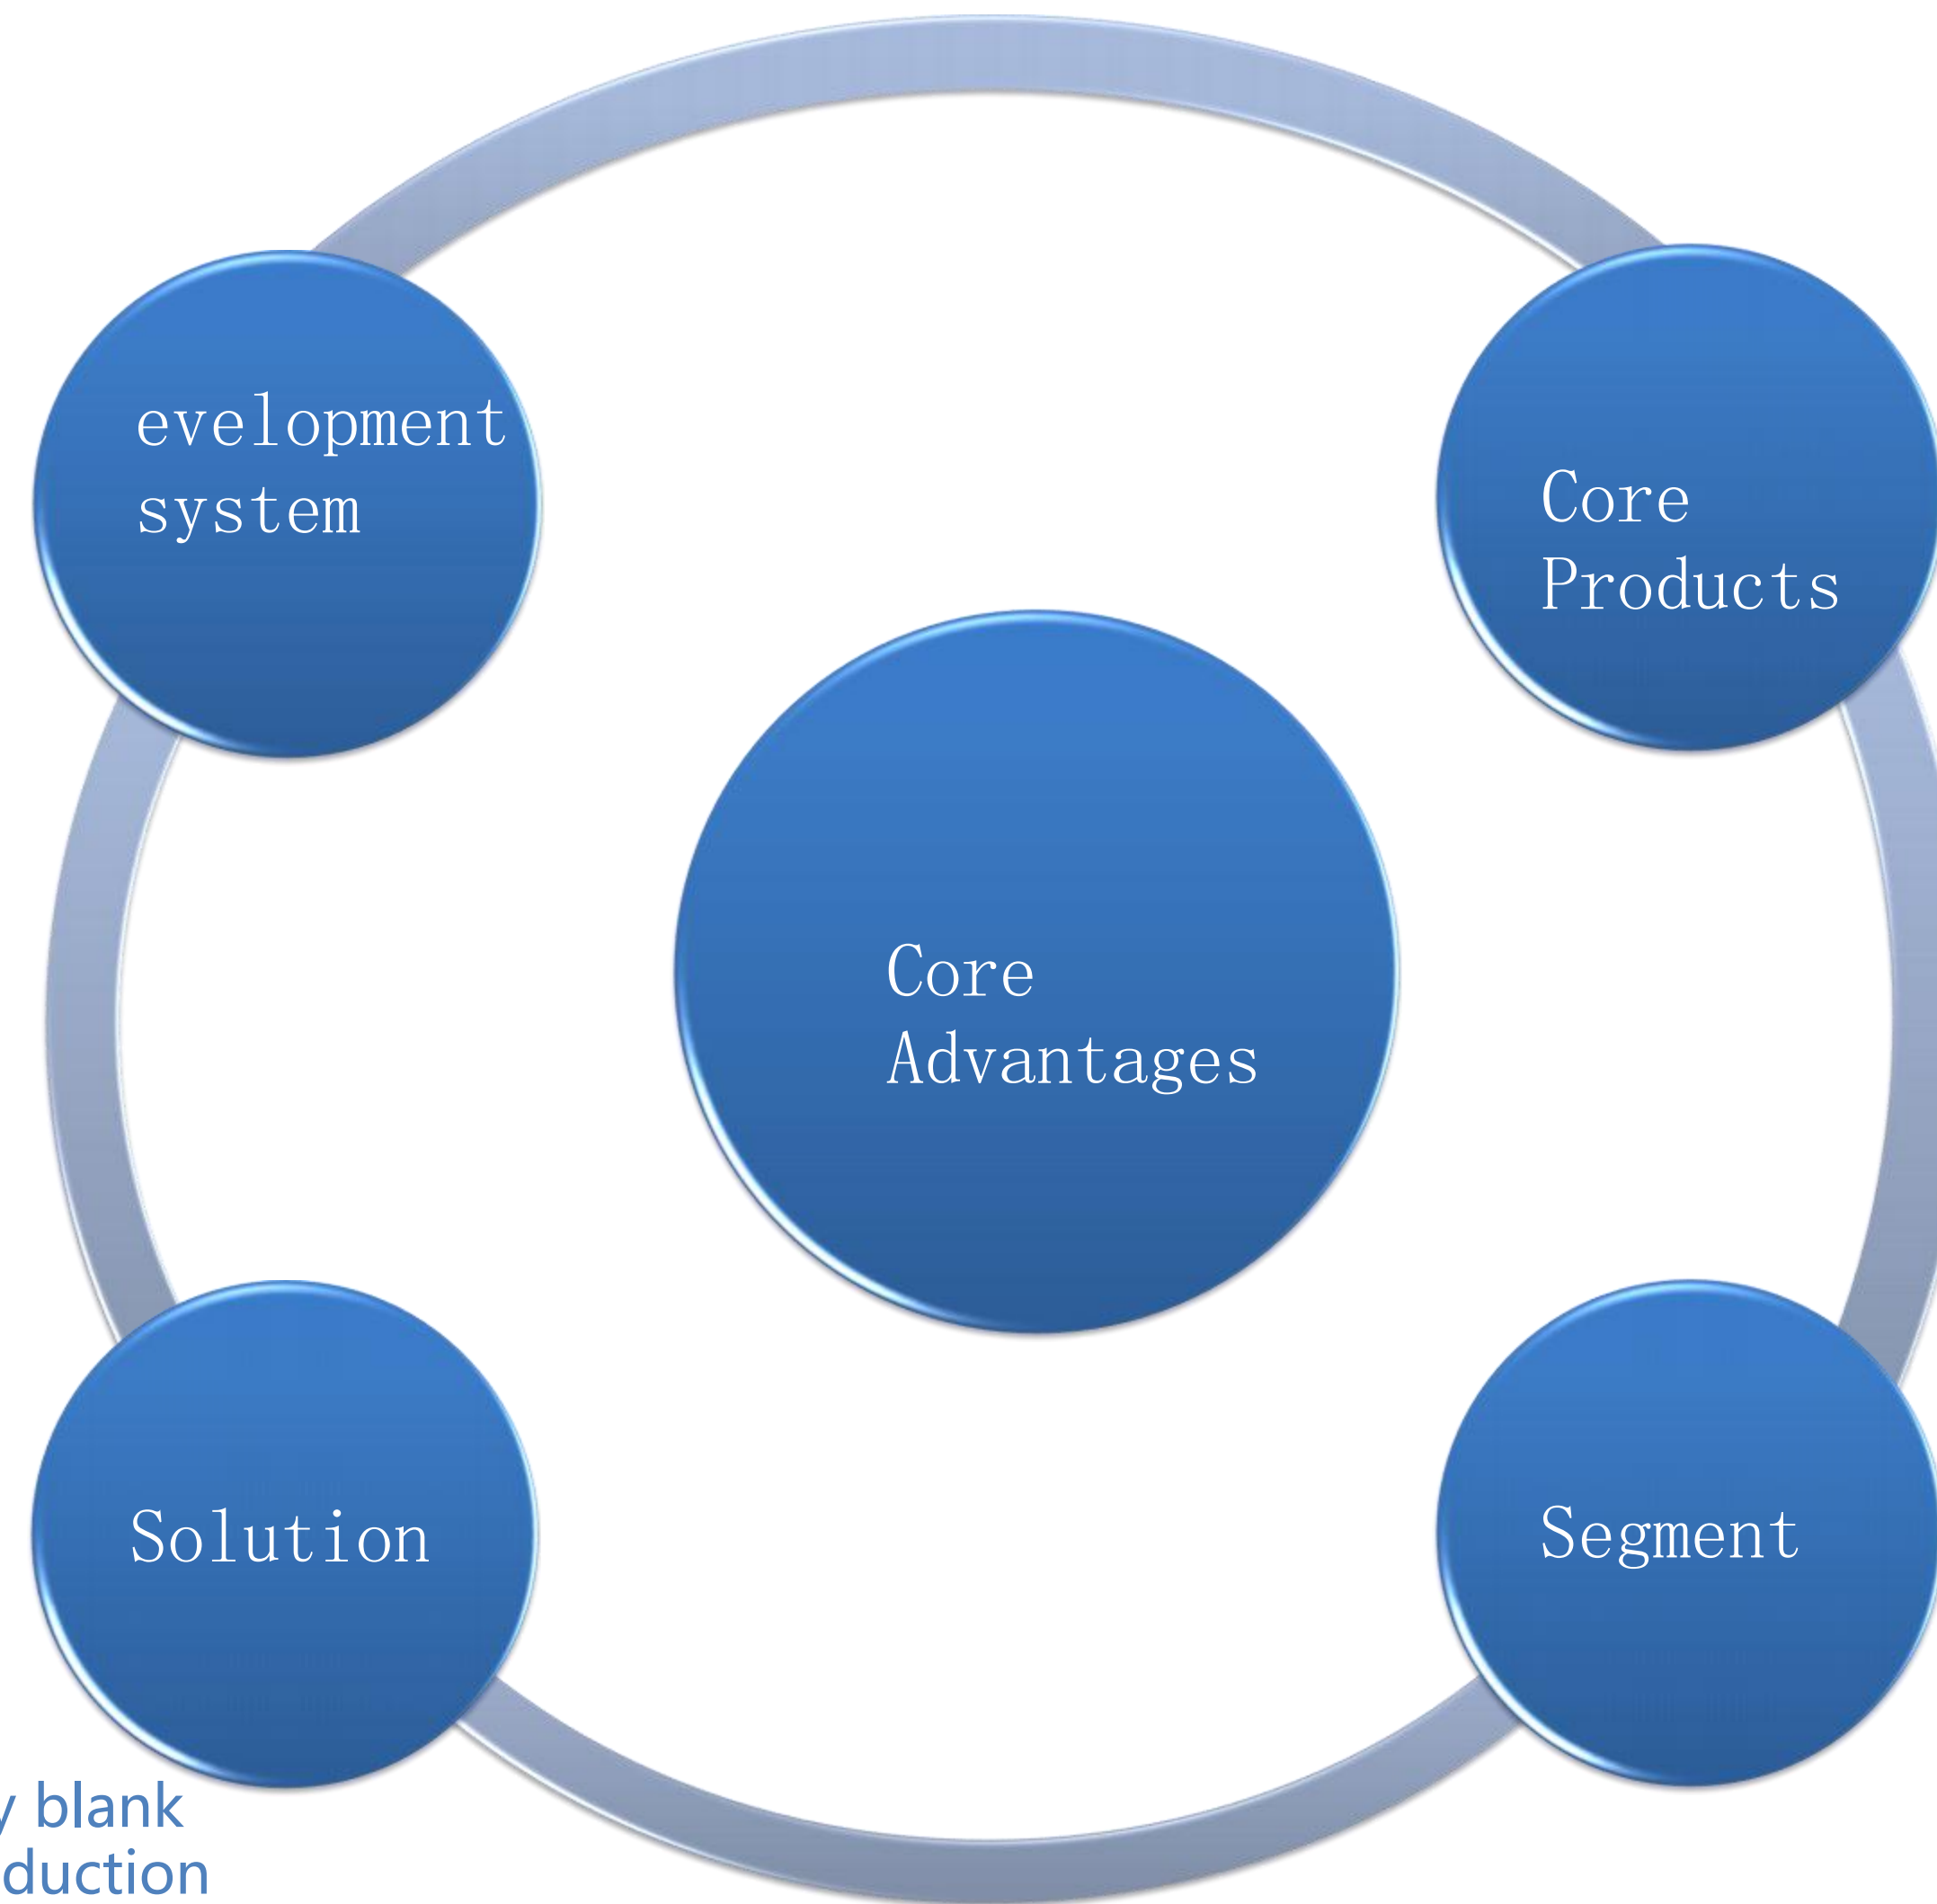 evelopment
system
Core
Products
Core
Advantages
Solution
Segment
y blank
duction